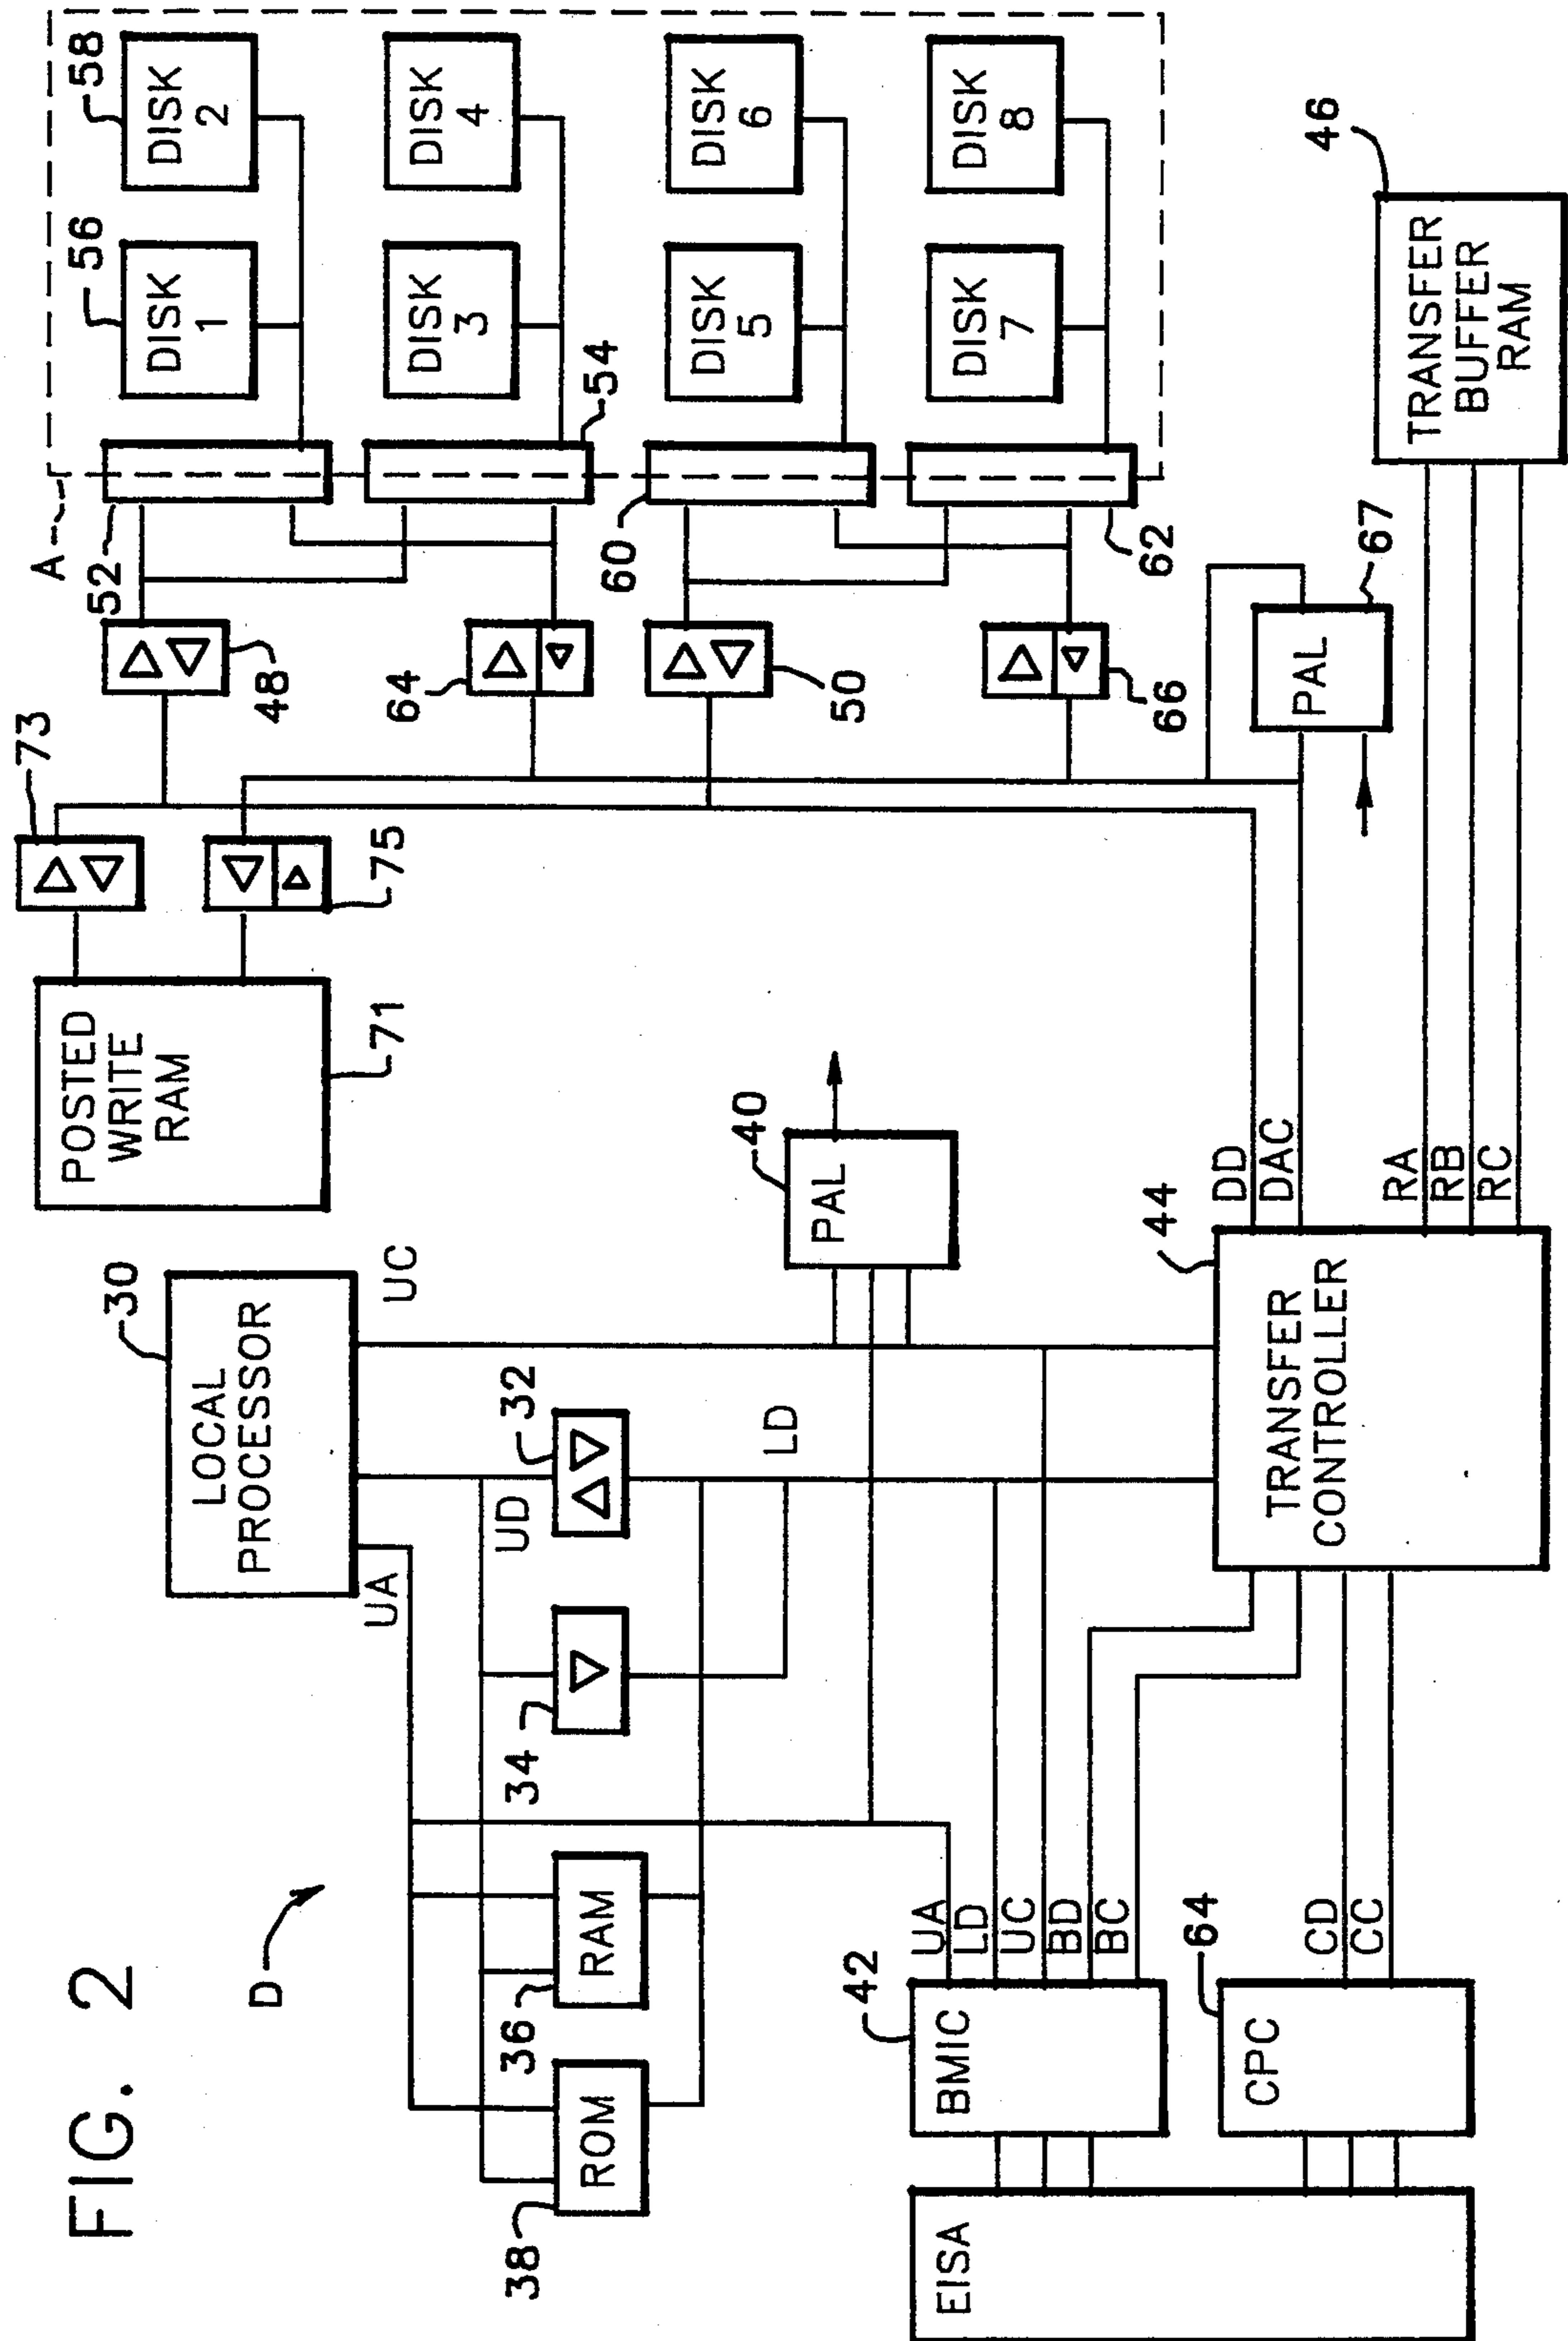 FIG. 2
D
30
LOCAL
PROCESSOR
UA
UC
UD
32
34
LD
36
RAM
38
ROM
40
PAL
POSTED
WRITE
RAM
71
73
75
A
52
48
64
54
60
50
62
66
56
DISK
1
58
DISK
2
DISK
3
DISK
4
DISK
5
DISK
6
DISK
7
DISK
8
PAL
67
46
TRANSFER
BUFFER
RAM
44
TRANSFER
CONTROLLER
DD
DAC
RA
RB
RC
42
BMIC
UA
LD
UC
BD
BC
64
CPC
CD
CC
EISA